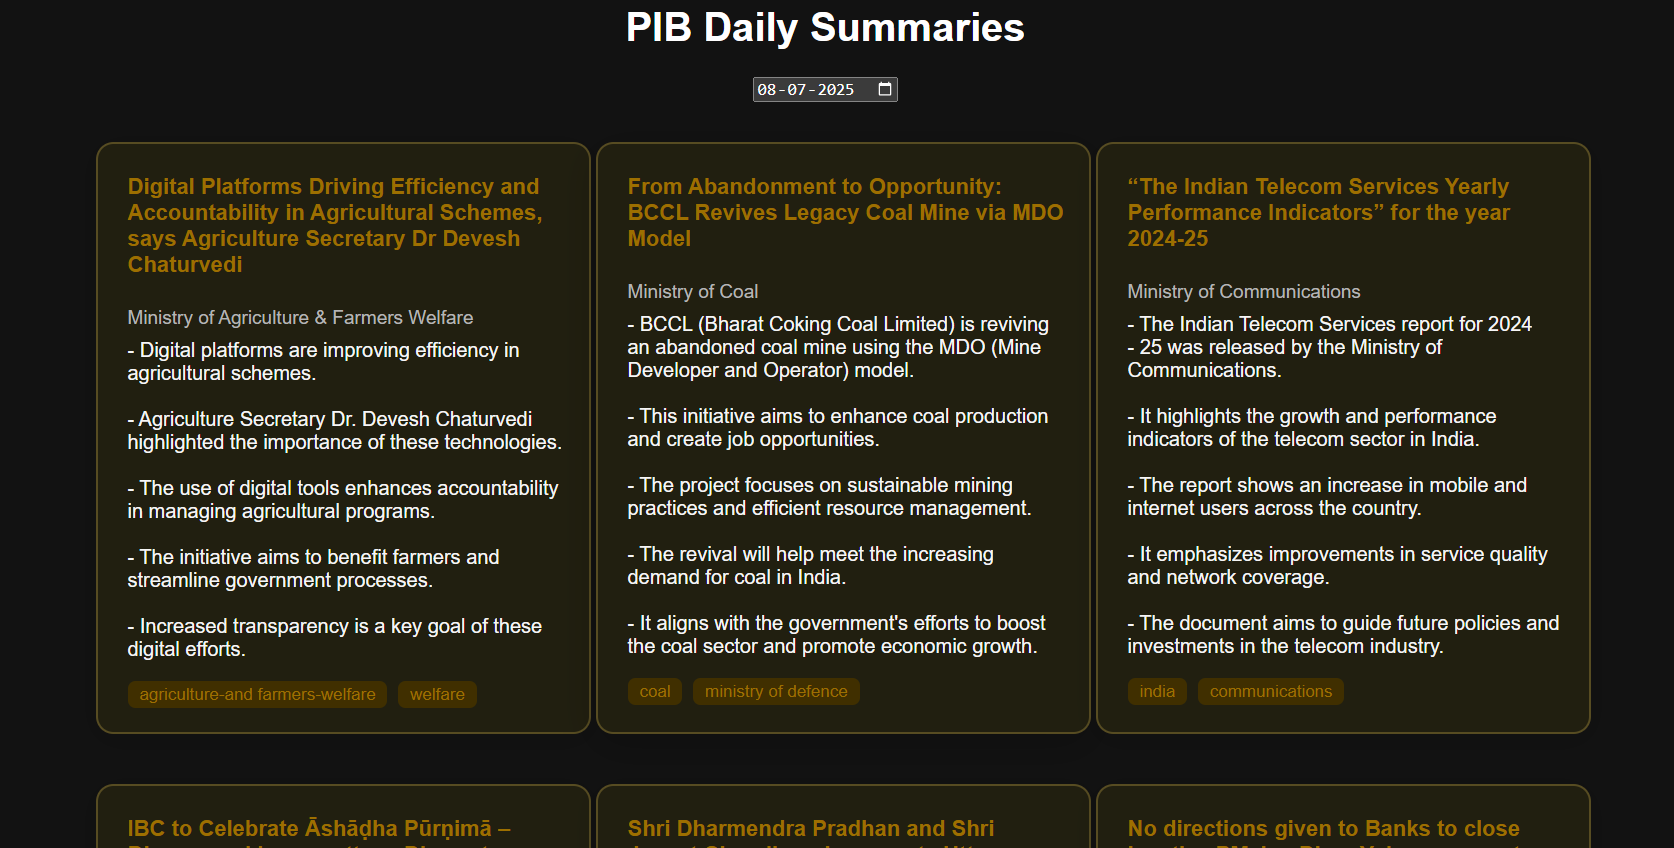 PIB Daily Summaries
08-07-2025
Digital Platforms Driving Efficiency and
Accountability in Agricultural Schemes,
says Agriculture Secretary Dr Devesh
Chaturvedi
Ministry of Agriculture & Farmers Welfare
- Digital platforms are improving efficiency in
agricultural schemes.
- Agriculture Secretary Dr. Devesh Chaturvedi
highlighted the importance of these technologies.
- The use of digital tools enhances accountability
in managing agricultural programs.
- The initiative aims to benefit farmers and
streamline government processes.
- Increased transparency is a key goal of these
digital efforts.
agriculture-and farmers-welfare
welfare
From Abandonment to Opportunity:
BCCL Revives Legacy Coal Mine via MDO
Model
Ministry of Coal
- BCCL (Bharat Coking Coal Limited) is reviving
an abandoned coal mine using the MDO (Mine
Developer and Operator) model.
- This initiative aims to enhance coal production
and create job opportunities.
- The project focuses on sustainable mining
practices and efficient resource management.
- The revival will help meet the increasing
demand for coal in India.
- It aligns with the government's efforts to boost
the coal sector and promote economic growth.
coal
ministry of defence
“The Indian Telecom Services Yearly
Performance Indicators” for the year
2024-25
Ministry of Communications
- The Indian Telecom Services report for 2024
- 25 was released by the Ministry of
Communications.
- It highlights the growth and performance
indicators of the telecom sector in India.
- The report shows an increase in mobile and
internet users across the country.
- It emphasizes improvements in service quality
and network coverage.
- The document aims to guide future policies and
investments in the telecom industry.
india
communications
IBC to Celebrate Āshāḍha Pūrṇimā –
Shri Dharmendra Pradhan and Shri
No directions given to Banks to close